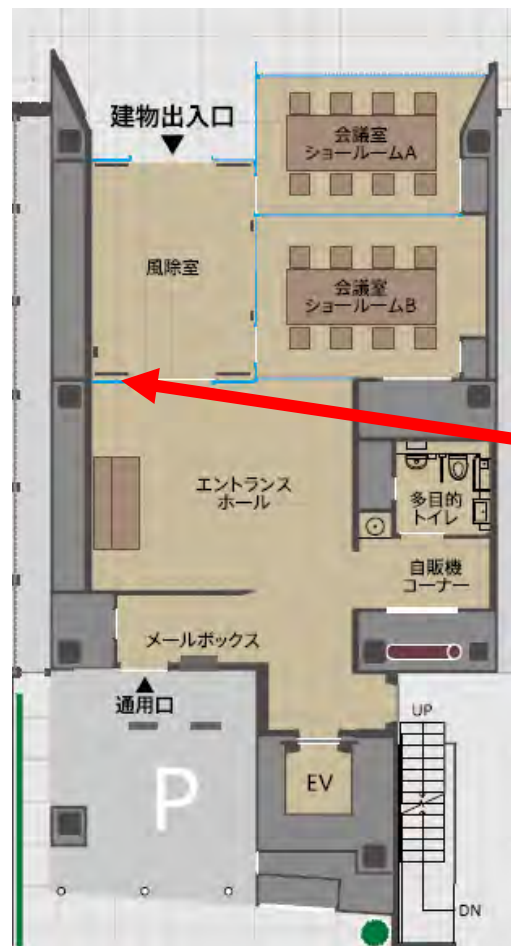 建物出入口
会議室
ショールームA
風除室
会議室
ショールームB
エントランス
ホール
多目的
トイレ
自販機
コーナー
メールボックス
通用口
UP
P
EV
DN